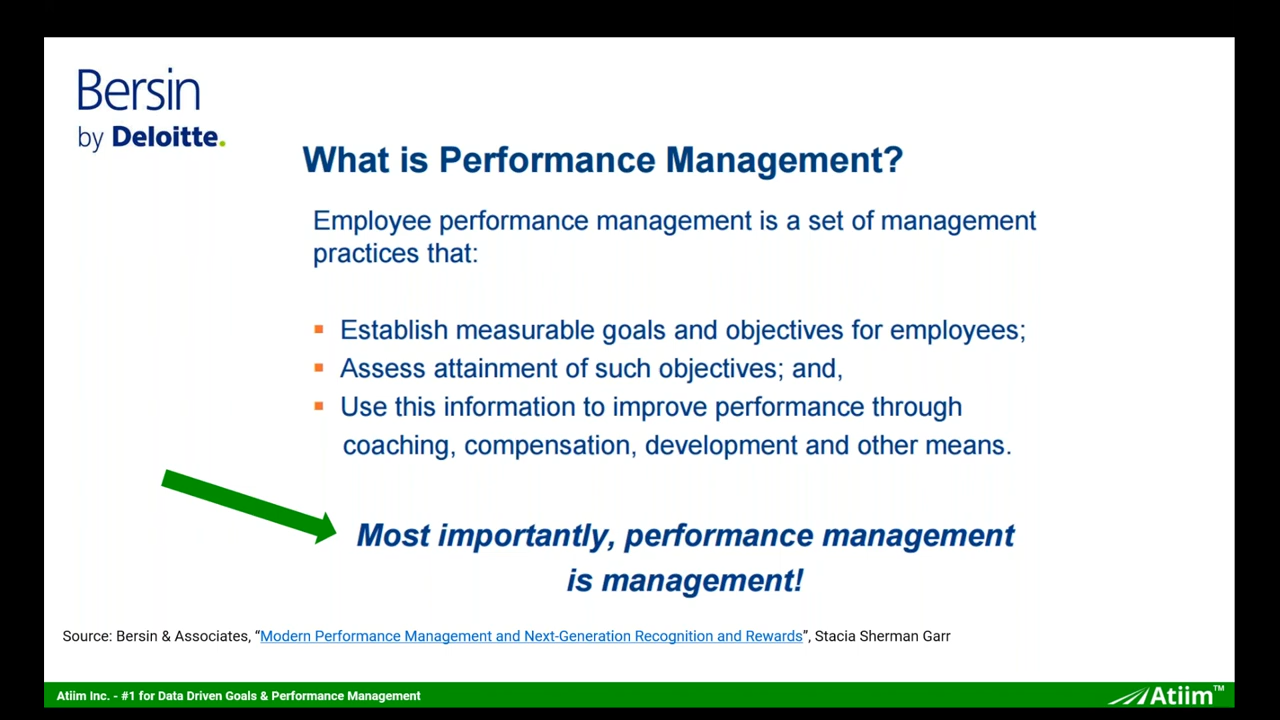 Bersin
by Deloitte.
What is Performance Management?
Employee performance management is a set of management
practices that:
Establish measurable goals and objectives for employees;
Assess attainment of such objectives; and,
Use this information to improve performance through
coaching, compensation, development and other means.
Most importantly, performance management
is management!
Source: Bersin & Associates, “Modern Performance Management and Next-Generation Recognition and Rewards”, Stacia Sherman Garr
Atiim Inc. - #1 for Data Driven Goals & Performance Management
Atiim™